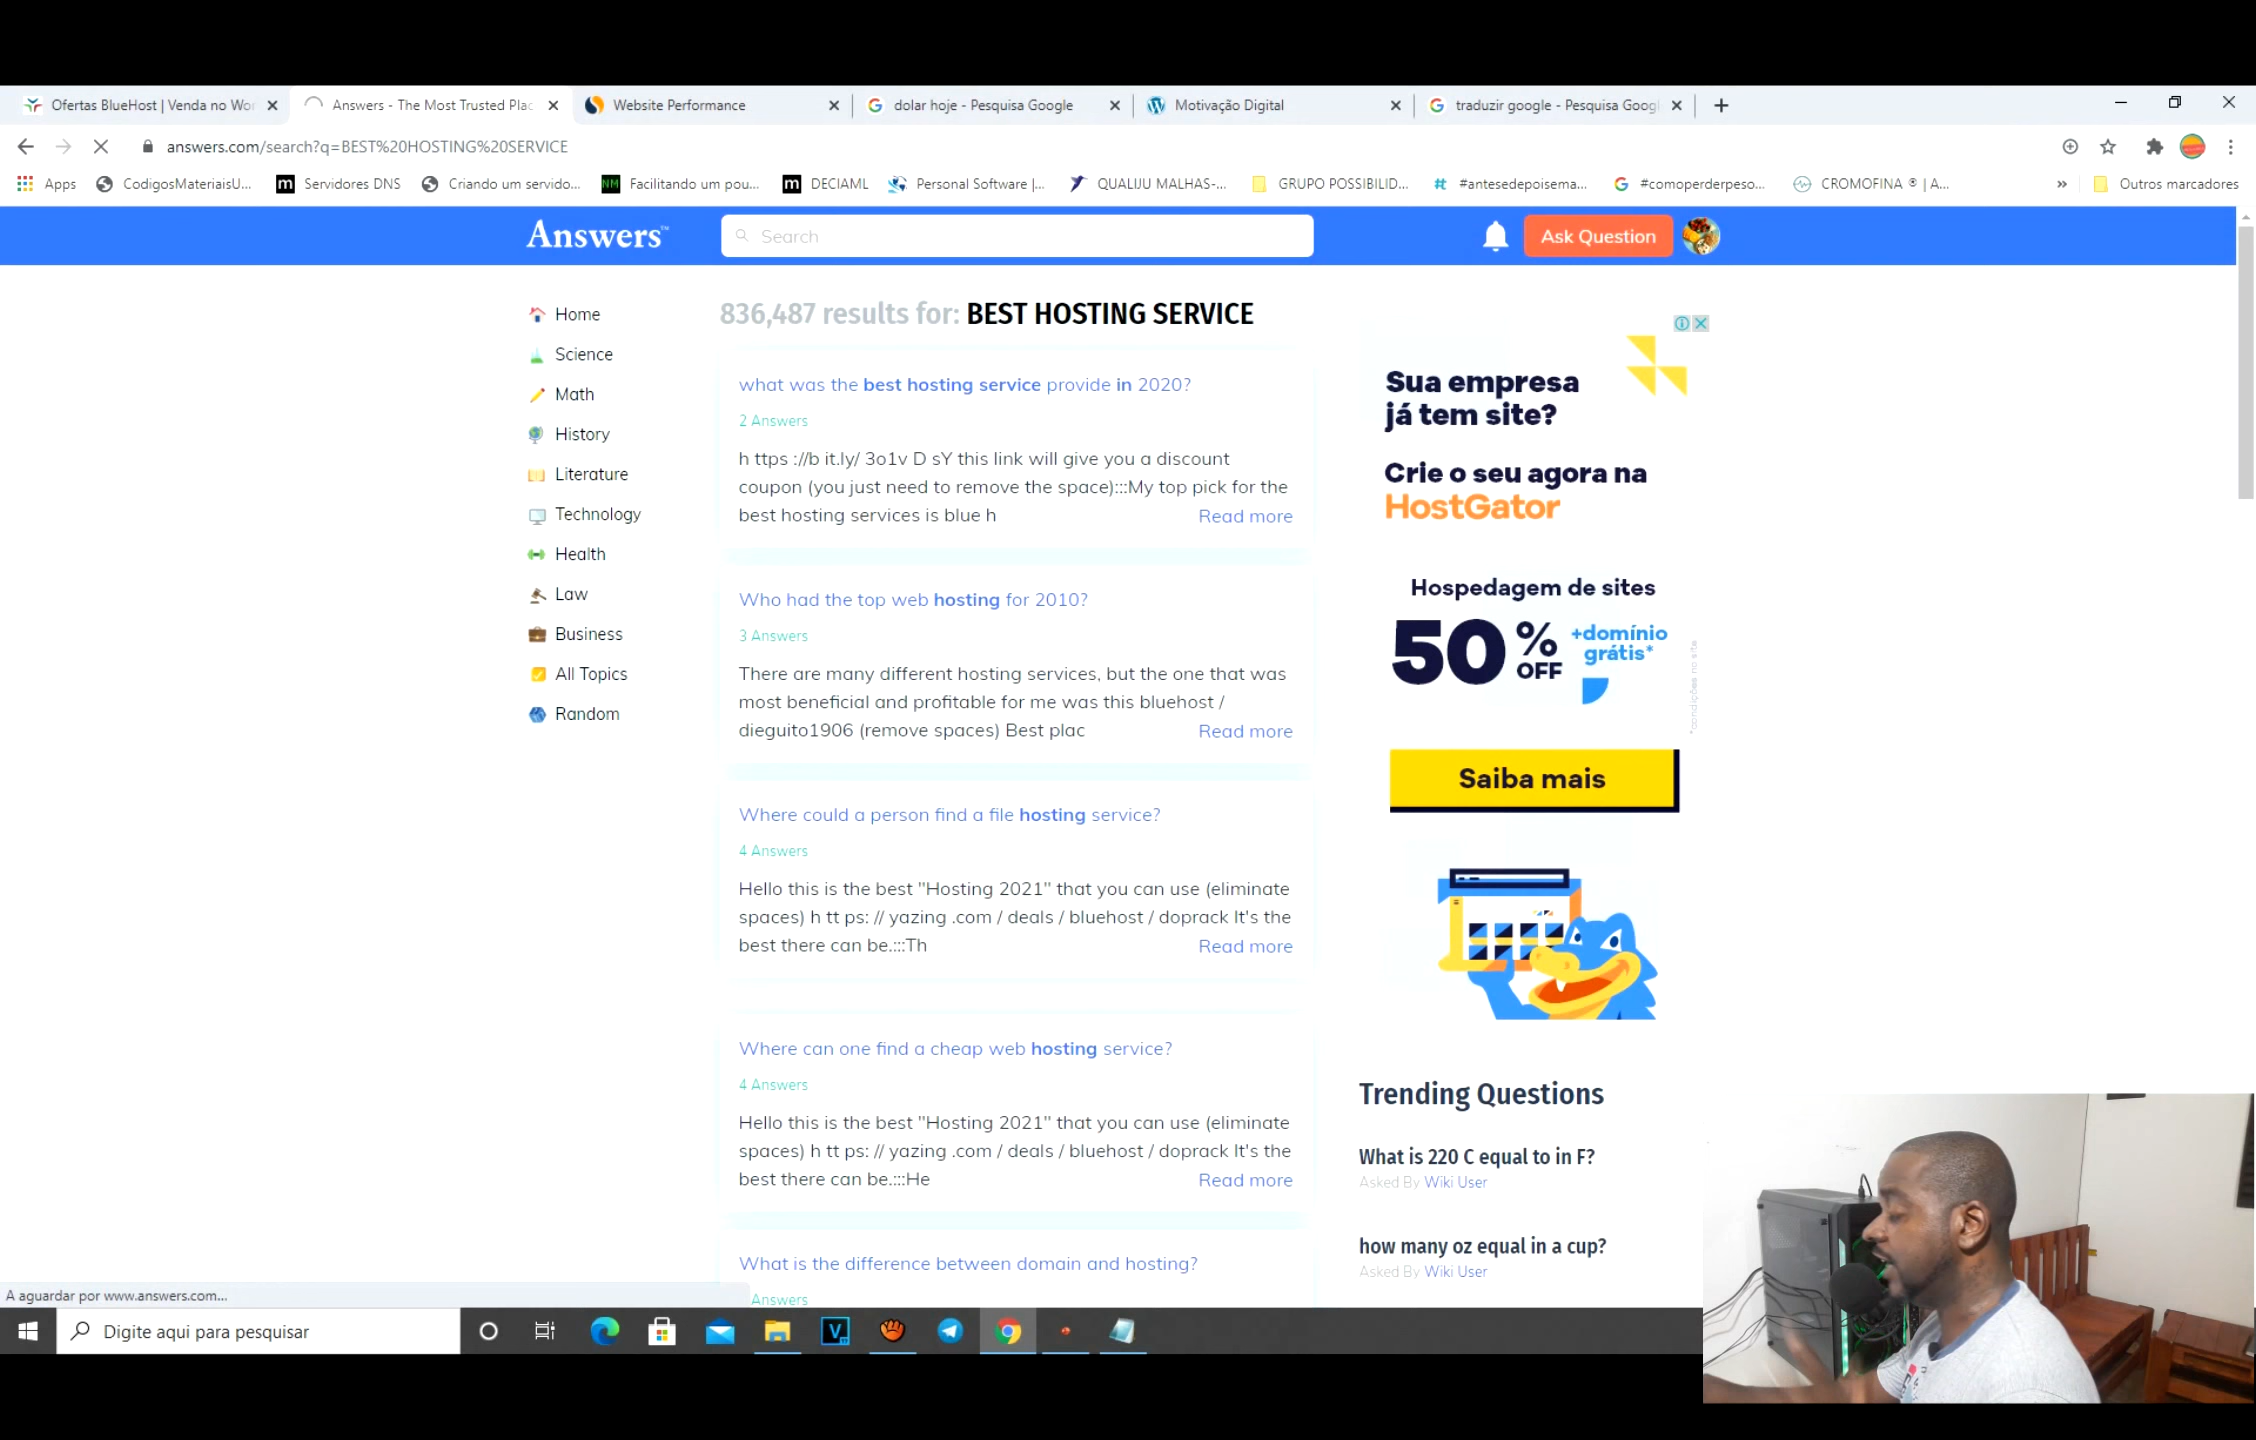 Ofertas BlueHost | Venda no Wor
Answers - The Most Trusted Plac
Website Performance
dolar hoje - Pesquisa Google
Motivação Digital
traduzir google - Pesquisa Googl
answers.com/search?q=BEST%20HOSTING%20SERVICE
Apps
CodigosMateriaisU...
Servidores DNS
Criando um servido...
Facilitando um pou...
DECIAML
Personal Software |...
QUALIJU MALHAS-...
GRUPO POSSIBILID...
#antesedepoisema...
#comoperderpeso...
CROMOFINA ® | A...
Outros marcadores
Answers™
Search
Ask Question
Home
Science
Math
History
Literature
Technology
Health
Law
Business
All Topics
Random
836,487 results for: BEST HOSTING SERVICE
what was the best hosting service provide in 2020?
2 Answers
h ttps ://b it.ly/ 3o1v D sY this link will give you a discount
coupon (you just need to remove the space):::My top pick for the
best hosting services is blue h
Read more
Who had the top web hosting for 2010?
3 Answers
There are many different hosting services, but the one that was
most beneficial and profitable for me was this bluehost /
dieguito1906 (remove spaces) Best plac
Read more
Where could a person find a file hosting service?
4 Answers
Hello this is the best "Hosting 2021" that you can use (eliminate
spaces) h tt ps: // yazing .com / deals / bluehost / doprack It's the
best there can be.:::Th
Read more
Where can one find a cheap web hosting service?
4 Answers
Hello this is the best "Hosting 2021" that you can use (eliminate
spaces) h tt ps: // yazing .com / deals / bluehost / doprack It's the
best there can be.:::He
Read more
What is the difference between domain and hosting?
Answers
Sua empresa
já tem site?
Crie o seu agora na
HostGator
Hospedagem de sites
50% OFF
+domínio
grátis*
*condições no site
Saiba mais
Trending Questions
What is 220 C equal to in F?
Asked By Wiki User
how many oz equal in a cup?
Asked By Wiki User
A aguardar por www.answers.com...
Digite aqui para pesquisar